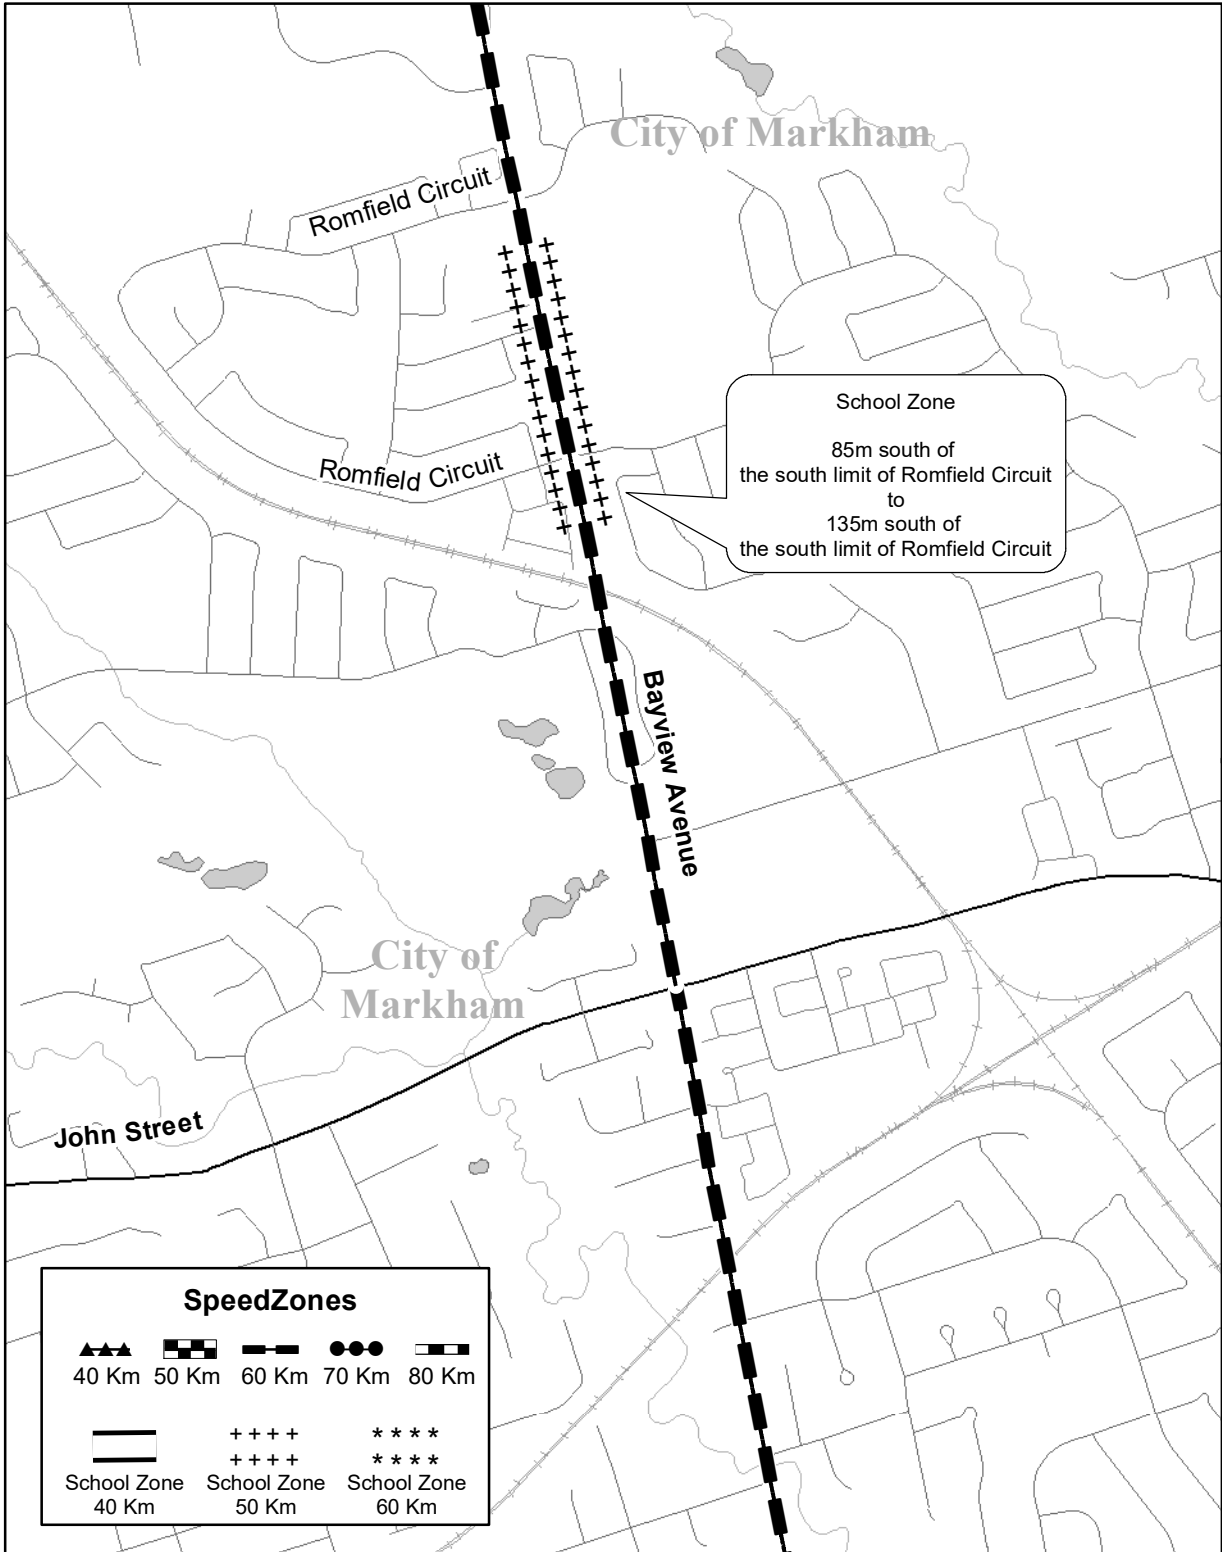 City of Markham
Romfield Circuit
School Zone
85m south of
the south limit of Romfield Circuit
to
135m south of
the south limit of Romfield Circuit
Romfield Circuit
Bayview Avenue
City of
Markham
John Street
SpeedZones
40 Km 50 Km 60 Km 70 Km 80 Km
School Zone School Zone School Zone
40 Km 50 Km 60 Km